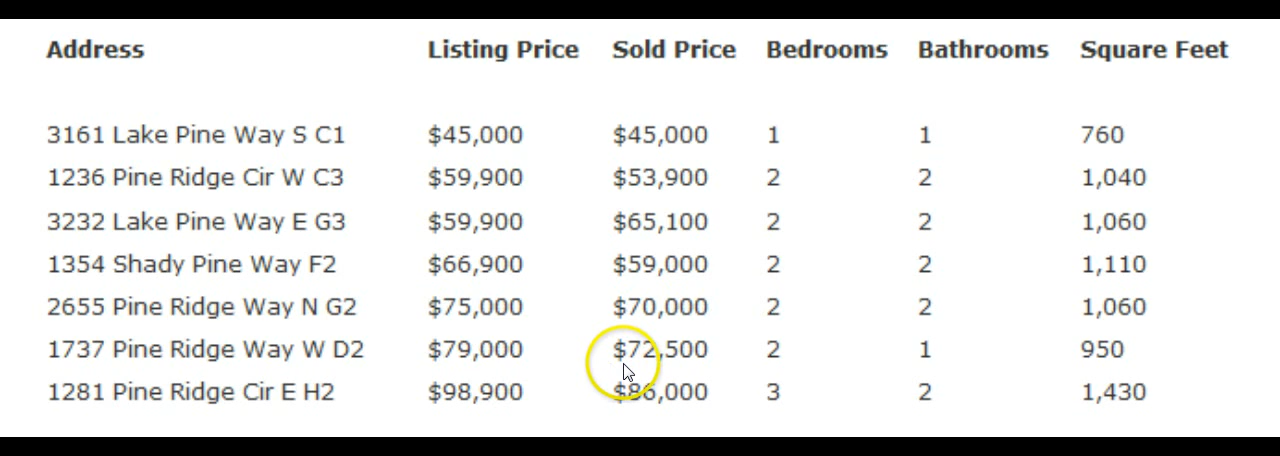 Address Listing Price Sold Price Bedrooms Bathrooms Square Feet
3161 Lake Pine Way S C1 $45,000 $45,000 1 1 760
1236 Pine Ridge Cir W C3 $59,900 $53,900 2 2 1,040
3232 Lake Pine Way E G3 $59,900 $65,100 2 2 1,060
1354 Shady Pine Way F2 $66,900 $59,000 2 2 1,110
2655 Pine Ridge Way N G2 $75,000 $70,000 2 2 1,060
1737 Pine Ridge Way W D2 $79,000 $72,500 2 1 950
1281 Pine Ridge Cir E H2 $98,900 $86,000 3 2 1,430